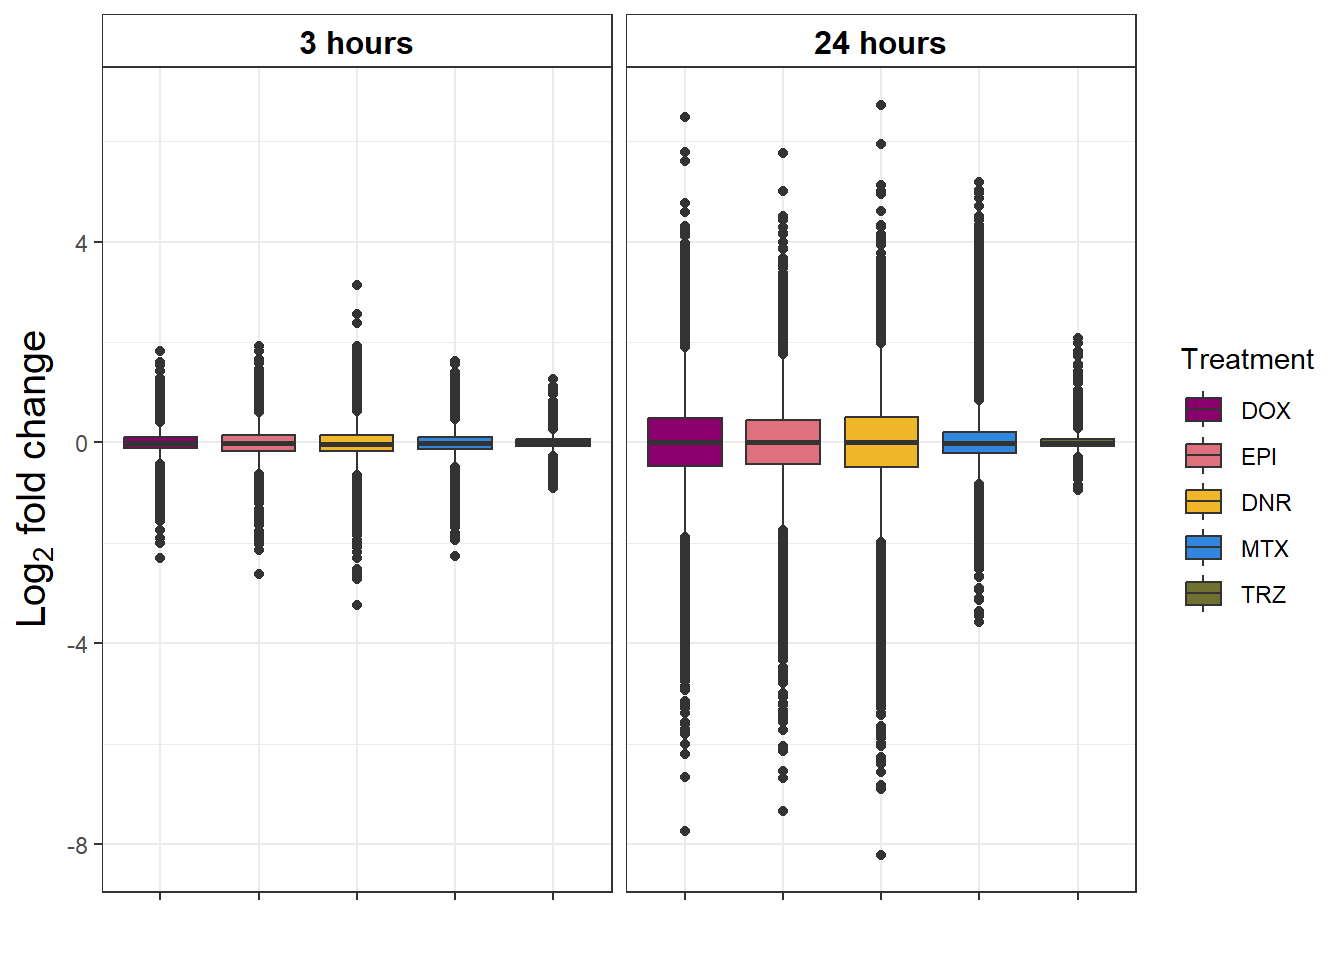 3 hours
24 hours
4
0
-4
-8
Log2 fold change
Treatment
DOX
EPI
DNR
MTX
TRZ